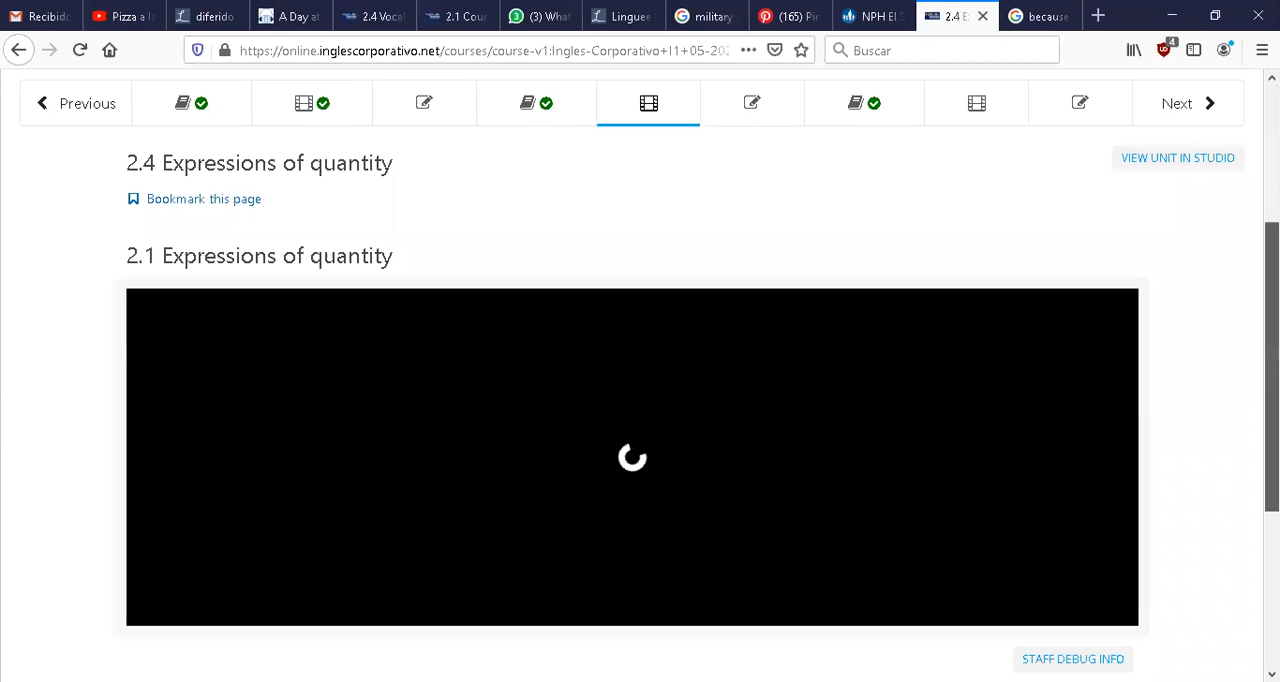 Recibido
Pizza a l
diferido
A Day at
2.4 Voca
2.1 Cour
(3) What
Linguee
military
(165) Pin
NPH El S
2.4 E
because
https://online.inglescorporativo.net/courses/course-v1:Ingles-Corporativo+I1+05-202
Buscar
4
Previous
Next
2.4 Expressions of quantity
VIEW UNIT IN STUDIO
Bookmark this page
2.1 Expressions of quantity
STAFF DEBUG INFO